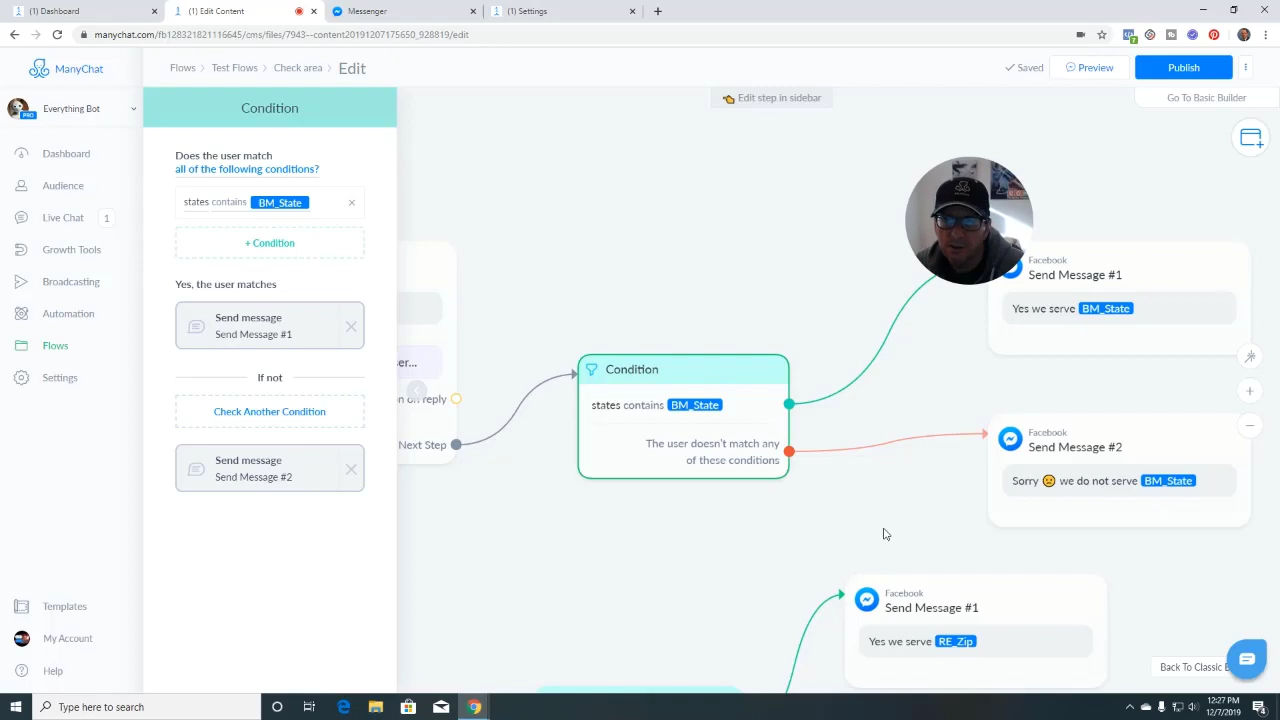 (1) Dashboard
(1) Edit Content
Messenger
(1) Settings
manychat.com/fb128321821116645/cms/files/7943--content20191207175650_928819/edit
ManyChat
Flows
Test Flows
Check area
Edit
Saved
Preview
Publish
PRO
Everything Bot
Condition
Edit step in sidebar
Go To Basic Builder
Dashboard
Audience
Live Chat
1
Growth Tools
Broadcasting
Automation
Flows
Settings
Templates
My Account
Help
Does the user match
all of the following conditions?
states contains BM_State
+ Condition
Yes, the user matches
Send message
Send Message #1
If not
Check Another Condition
Send message
Send Message #2
er...
on reply
Next Step
Condition
states contains BM_State
The user doesn't match any
of these conditions
Facebook
Send Message #1
Yes we serve BM_State
Facebook
Send Message #2
Sorry 😕 we do not serve BM_State
Facebook
Send Message #1
Yes we serve RE_Zip
Back To Classic
Type here to search
12:27 PM
12/7/2019